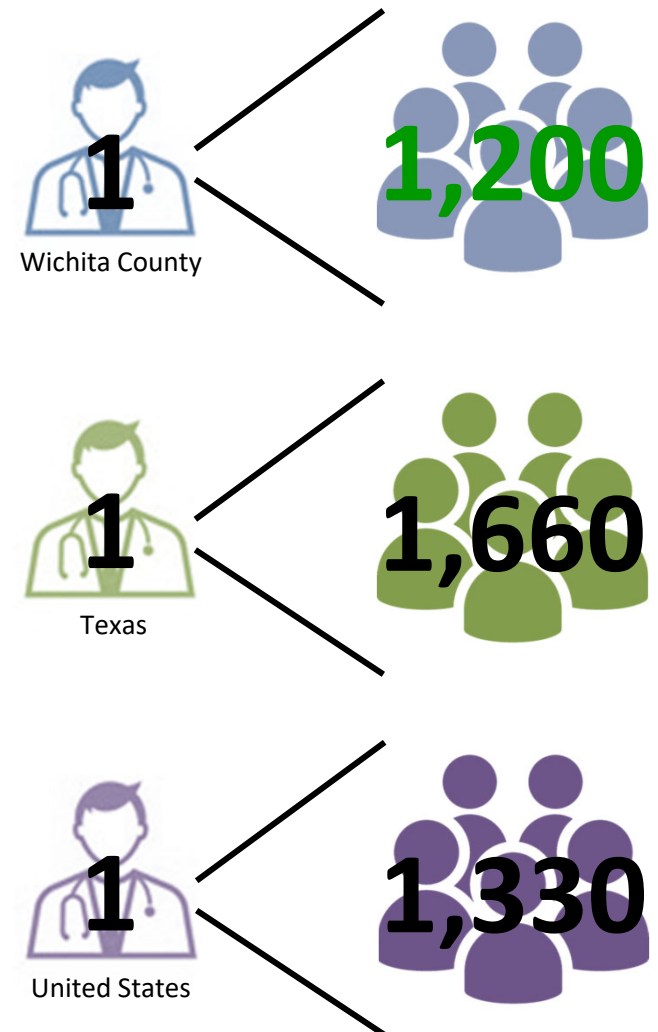 1 1,200
Wichita County
1 1,660
Texas
1 1,330
United States